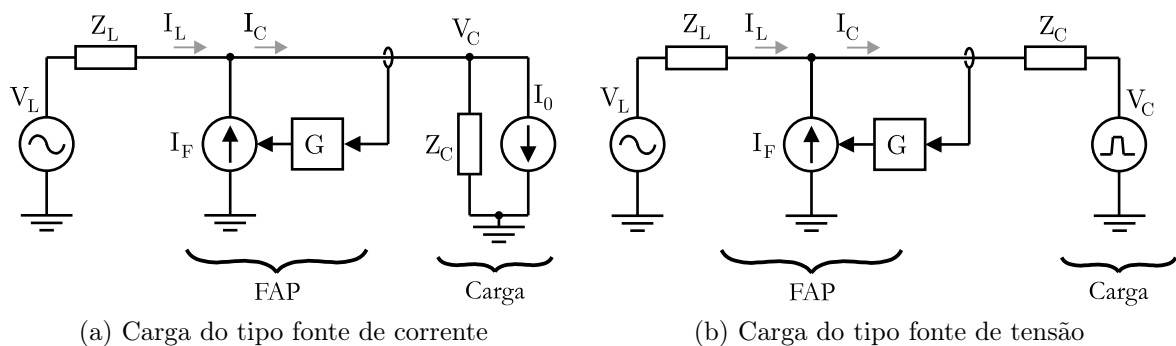 Z_L I_L I_C V_C
V_L I_F G Z_C I_0
FAP Carga
(a) Carga do tipo fonte de corrente
Z_L I_L I_C Z_C
V_L I_F G V_C
FAP Carga
(b) Carga do tipo fonte de tensão